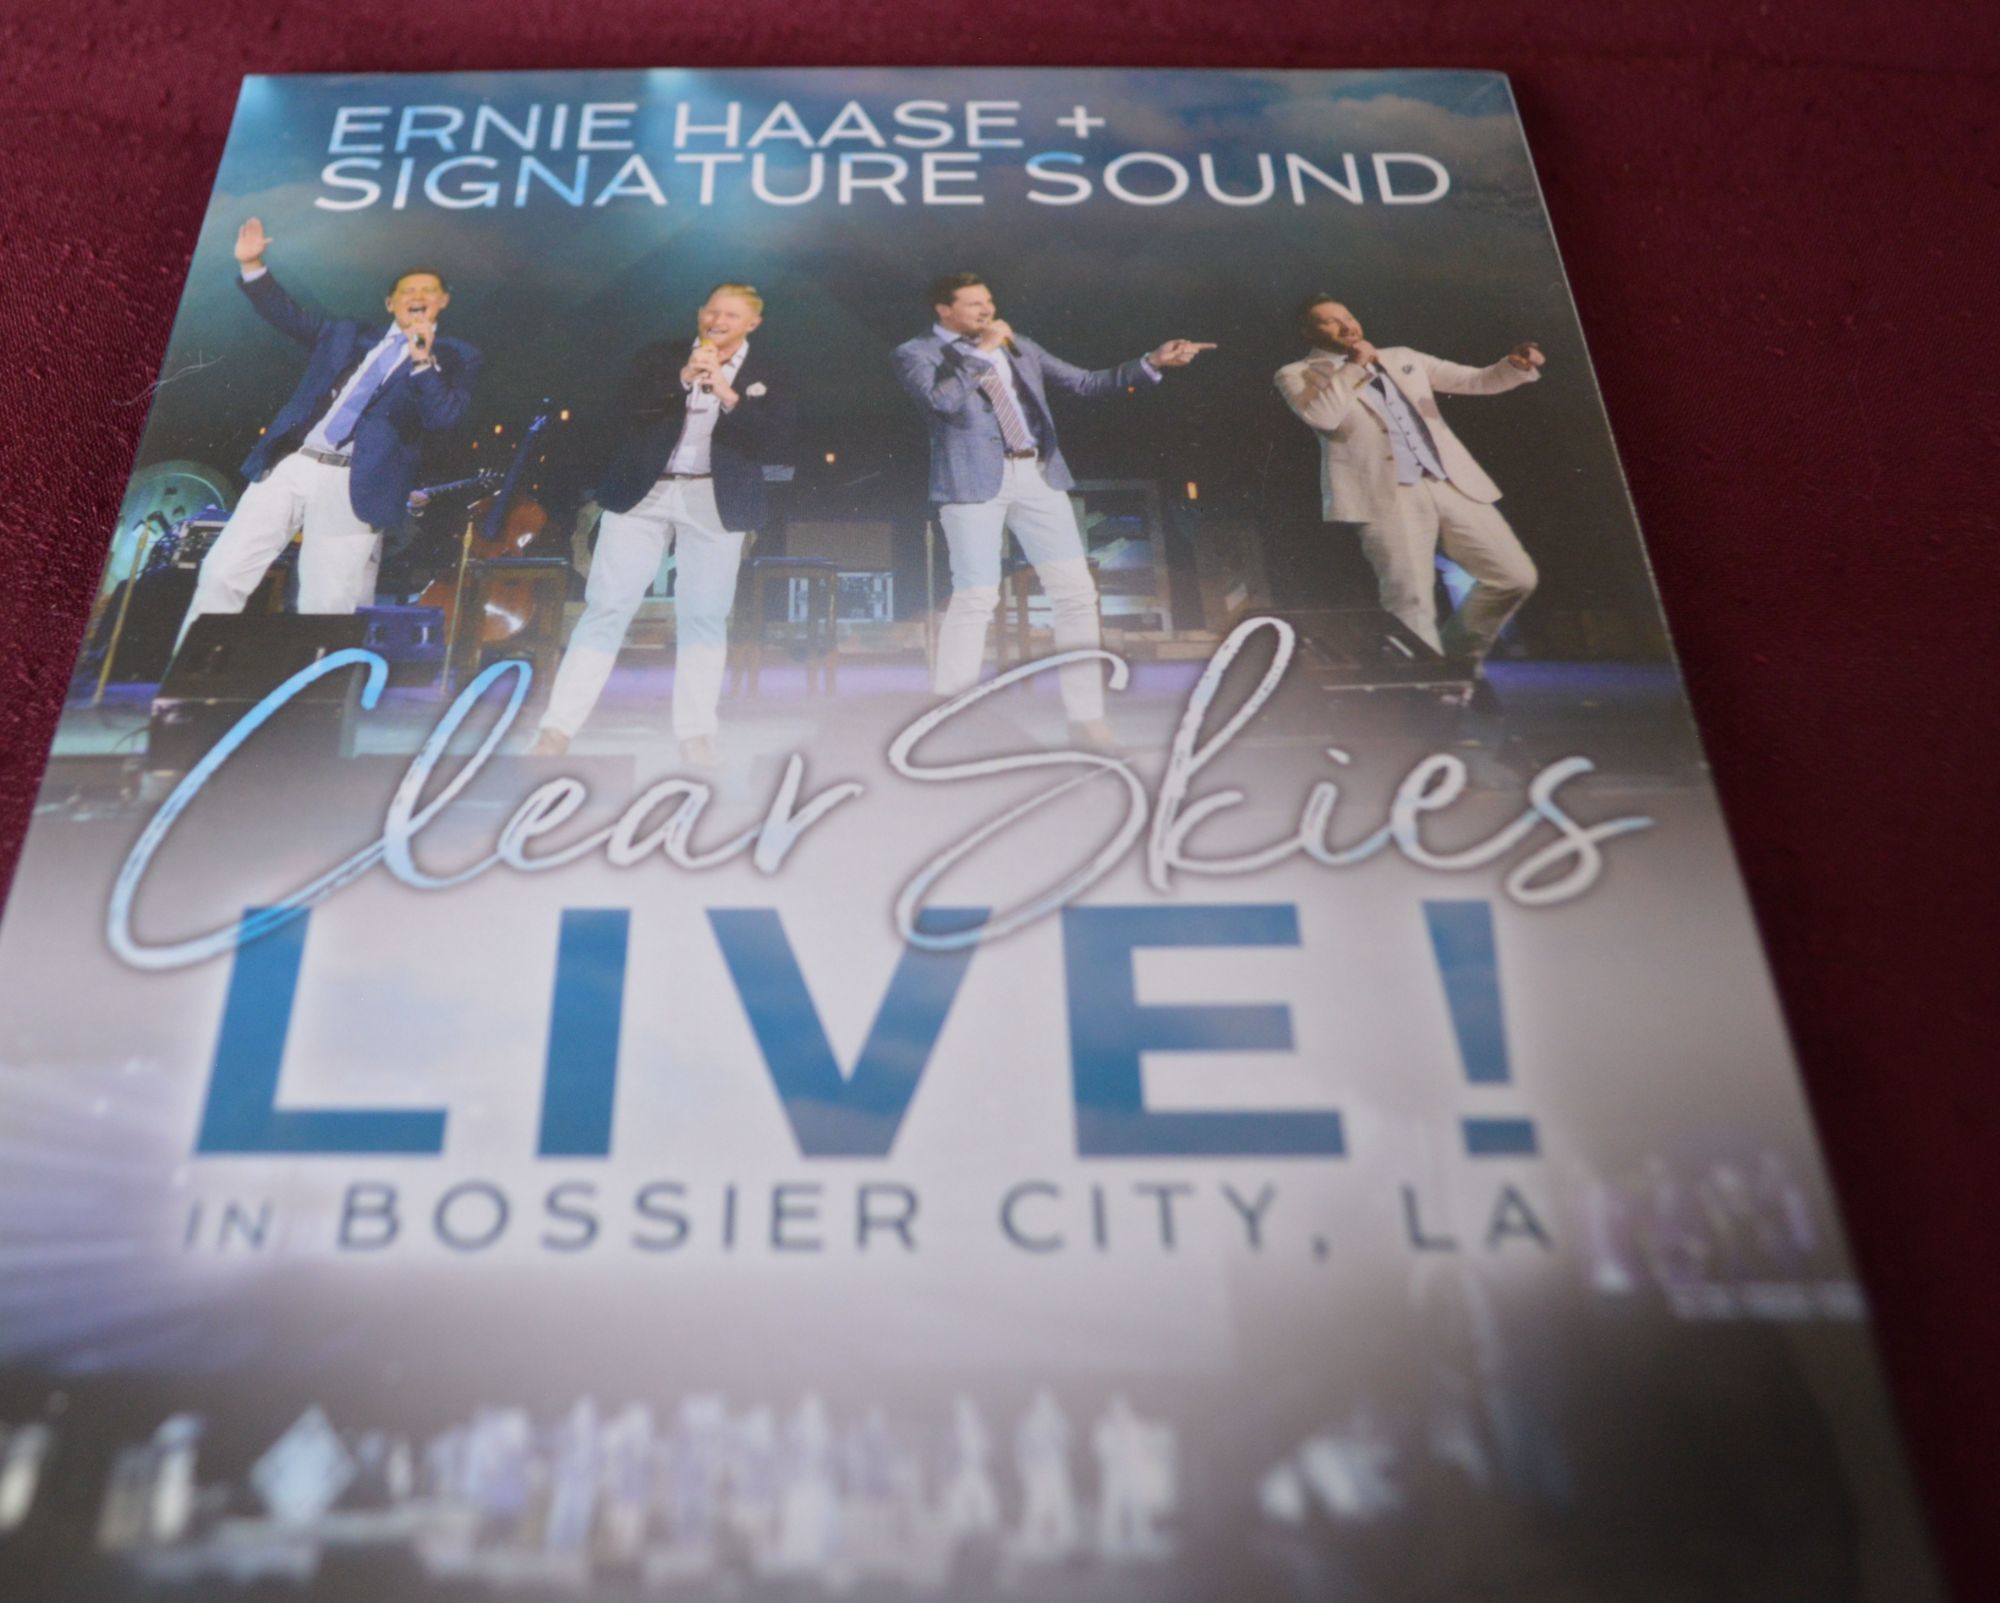 ERNIE HAASE +
SIGNATURE SOUND
Clear Skies
LIVE!
IN BOSSIER CITY, LA